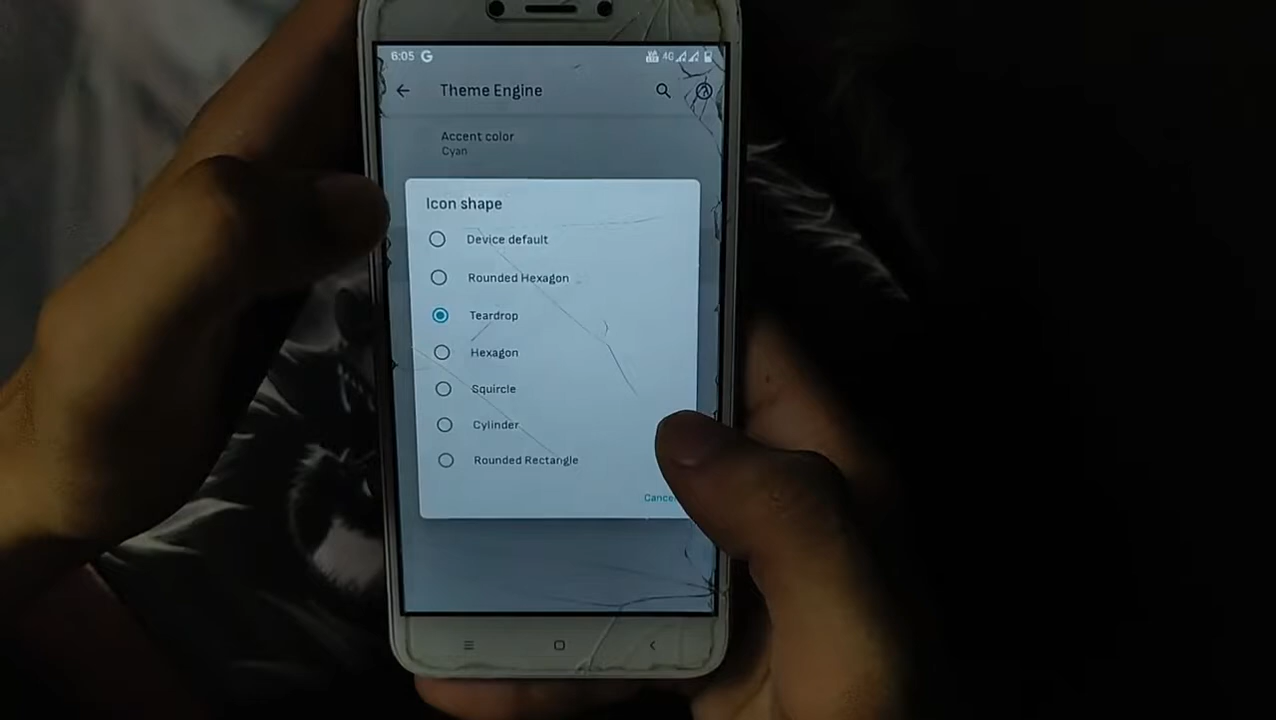 6:05 G 4G
Theme Engine
Accent color
Cyan
Icon shape
Device default
Rounded Hexagon
Teardrop
Hexagon
Squircle
Cylinder
Rounded Rectangle